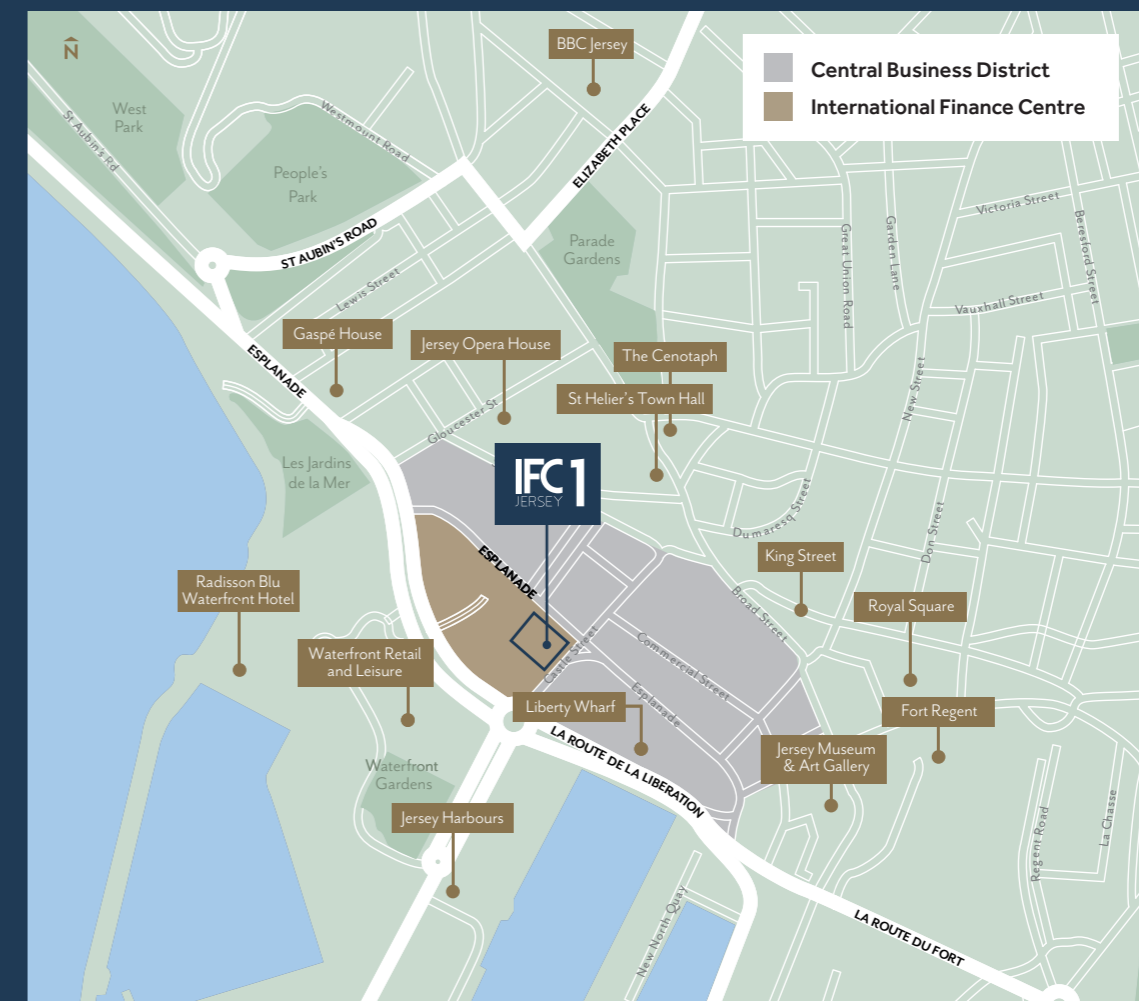 N
BBC Jersey
Central Business District
International Finance Centre
West
Park
St Aubin's Rd
Westmount Road
People's
Park
ELIZABETH PLACE
ST AUBIN'S ROAD
Parade
Gardens
Victoria Street
Beresford Street
Garden Lane
Great Union Road
Vauxhall Street
Lewis Street
Gaspé House
Jersey Opera House
The Cenotaph
St Helier's Town Hall
ESPLANADE
New Street
Gloucester St
Les Jardins
de la Mer
IFC 1
JERSEY
Dumaresq Street
Don Street
ESPLANADE
King Street
Radisson Blu
Waterfront Hotel
Broad Street
Royal Square
Waterfront Retail
and Leisure
Castle Street
Commercial Street
Esplanade
Liberty Wharf
Fort Regent
LA ROUTE DE LA LIBERATION
Jersey Museum
& Art Gallery
Waterfront
Gardens
Jersey Harbours
Regent Road
La Chasse
New North Quay
LA ROUTE DU FORT